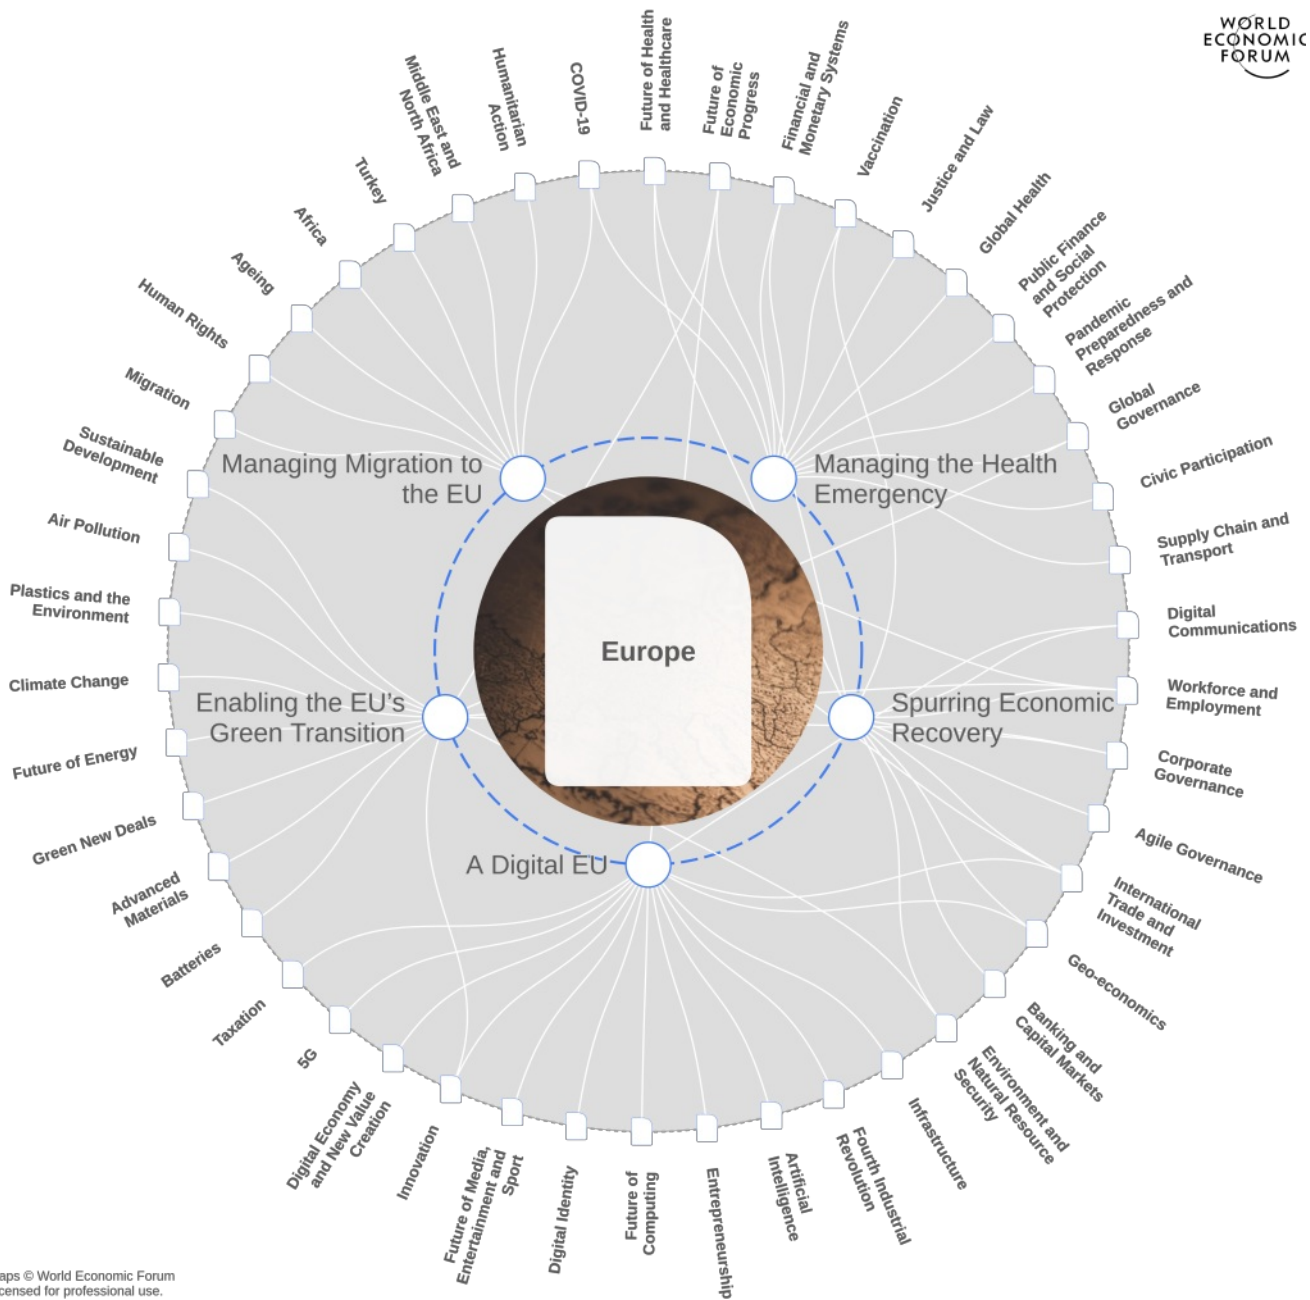 WORLD
ECONOMIC
FORUM
Future of Health
and Healthcare
Future of
Economic
Progress
Financial and
Monetary Systems
Vaccination
Justice and Law
Global Health
Public Finance
and Social
Protection
Pandemic
Preparedness and
Response
Global
Governance
Civic Participation
Supply Chain and
Transport
Digital
Communications
Workforce and
Employment
Corporate
Governance
Agile Governance
International
Trade and
Investment
Geo-economics
Banking and
Capital Markets
Environment and
Natural Resource
Security
Infrastructure
Fourth Industrial
Revolution
Artificial
Intelligence
Entrepreneurship
Future of
Computing
Digital Identity
Future of Media,
Entertainment and
Sport
Innovation
Digital Economy
and New Value
Creation
5G
Taxation
Batteries
Advanced
Materials
Green New Deals
Future of Energy
Climate Change
Plastics and the
Environment
Air Pollution
Sustainable
Development
Migration
Human Rights
Ageing
Africa
Turkey
Middle East and
North Africa
Humanitarian
Action
COVID-19
Managing Migration to
the EU
Managing the Health
Emergency
Europe
Enabling the EU's
Green Transition
Spurring Economic
Recovery
A Digital EU
aps © World Economic Forum
censed for professional use.